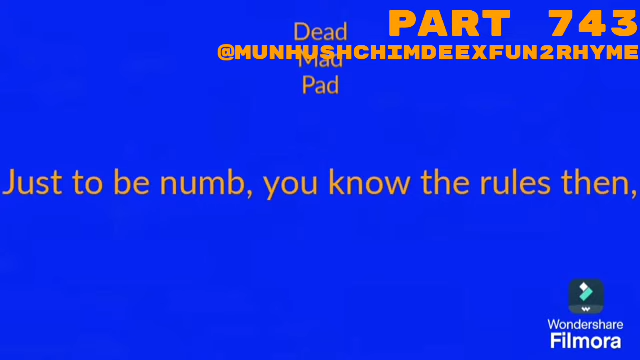 PART 743
@MUNHUSHCHIMDEEXFUN2RHYME
Dead
Mad
Pad
Just to be numb, you know the rules then,
Wondershare
Filmora